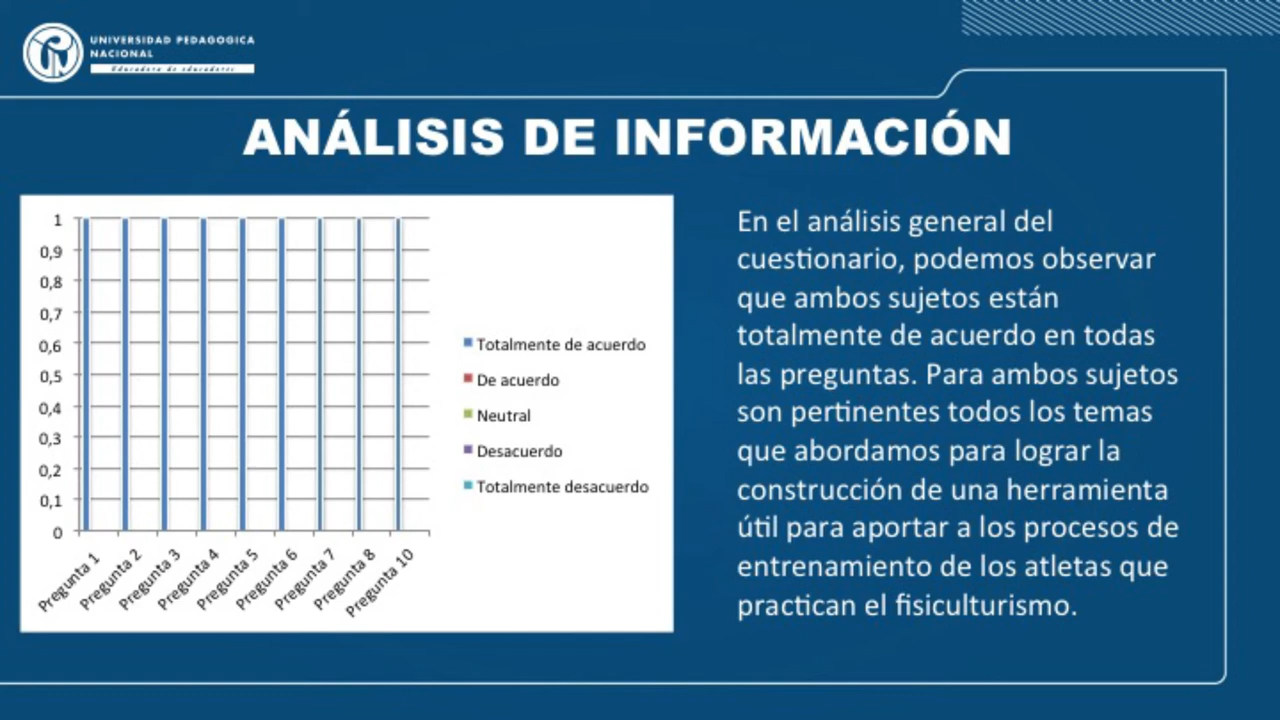 UNIVERSIDAD PEDAGOGICA
NACIONAL
Educadora de educadores
ANÁLISIS DE INFORMACIÓN
1
0,9
0,8
0,7
0,6
0,5
0,4
0,3
0,2
0,1
0
Pregunta 1
Pregunta 2
Pregunta 3
Pregunta 4
Pregunta 5
Pregunta 6
Pregunta 7
Pregunta 8
Pregunta 10
Totalmente de acuerdo
De acuerdo
Neutral
Desacuerdo
Totalmente desacuerdo
En el análisis general del
cuestionario, podemos observar
que ambos sujetos están
totalmente de acuerdo en todas
las preguntas. Para ambos sujetos
son pertinentes todos los temas
que abordamos para lograr la
construcción de una herramienta
útil para aportar a los procesos de
entrenamiento de los atletas que
practican el fisiculturismo.